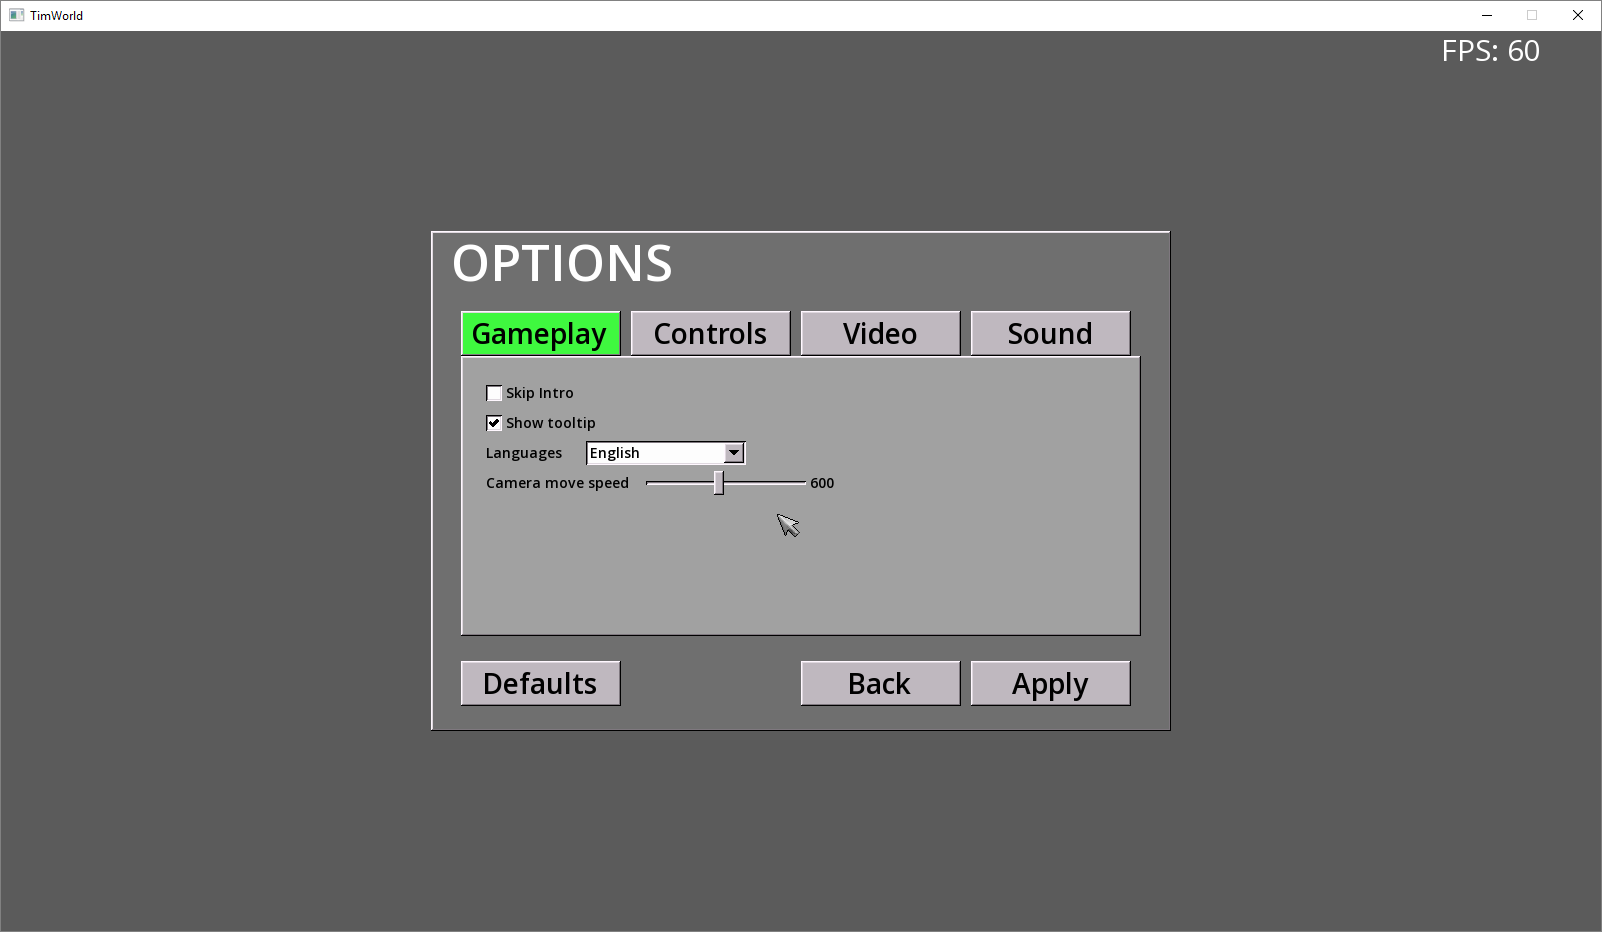 TimWorld
FPS: 60
OPTIONS
Gameplay Controls Video Sound
Skip Intro
Show tooltip
Languages English
Camera move speed 600
Defaults Back Apply